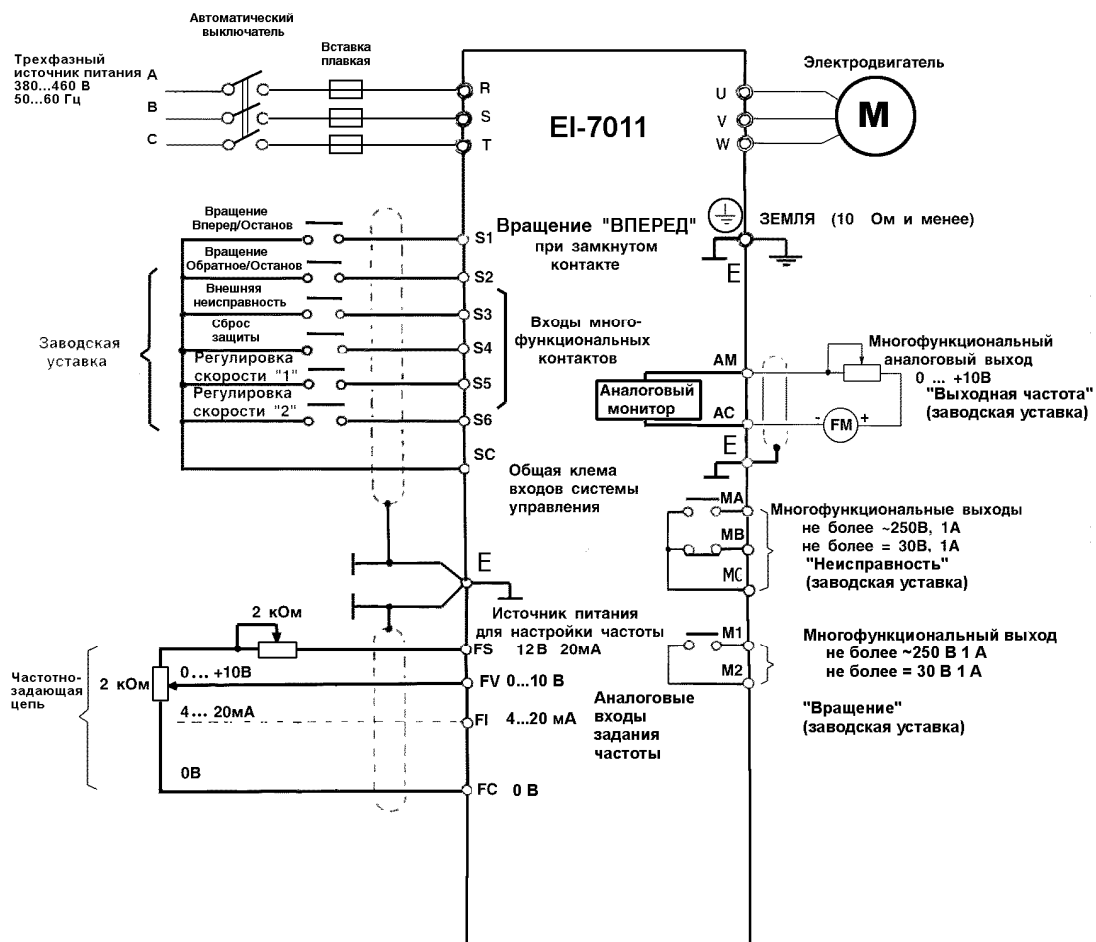 Автоматический
выключатель
Вставка
плавкая
Трехфазный
источник питания
380...460 В
50...60 Гц
A
B
C
R
S
T
EI-7011
U
V
W
Электродвигатель
M
Вращение
Вперед/Останов
Вращение
Обратное/Останов
Внешняя
неисправность
Сброс
защиты
Регулировка
скорости "1"
Регулировка
скорости "2"
Заводская
уставка
S1
S2
S3
S4
S5
S6
SC
Вращение "ВПЕРЕД"
при замкнутом
контакте
Входы много-
функциональных
контактов
Общая клема
входов системы
управления
ЗЕМЛЯ (10 Ом и менее)
E
AM
Аналоговый
монитор
AC
E
Многофункциональный
аналоговый выход
0 ... +10В
"Выходная частота"
(заводская уставка)
- FM +
MA
MB
MC
Многофункциональные выходы
не более ~250В, 1А
не более = 30В, 1А
"Неисправность"
(заводская уставка)
E
Источник питания
для настройки частоты
FS 12В 20мА
2 кОм
Частотно-
задающая
цепь
2 кОм
0... +10В
4... 20мА
0В
FV 0...10 В
FI 4...20 мА
FC 0 В
Аналоговые
входы
задания
частоты
M1
M2
Многофункциональный выход
не более ~250 В 1 А
не более = 30 В 1 А
"Вращение"
(заводская уставка)